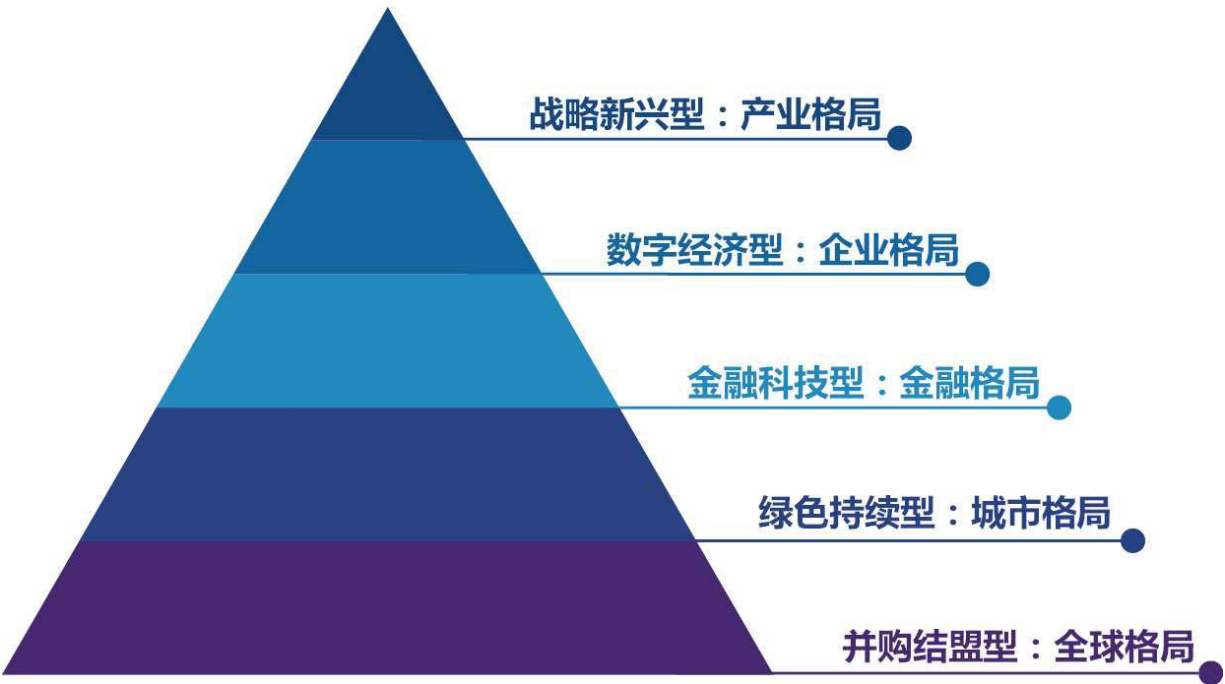 战略新兴型：产业格局
数字经济型：企业格局
金融科技型：金融格局
绿色持续型：城市格局
并购结盟型：全球格局